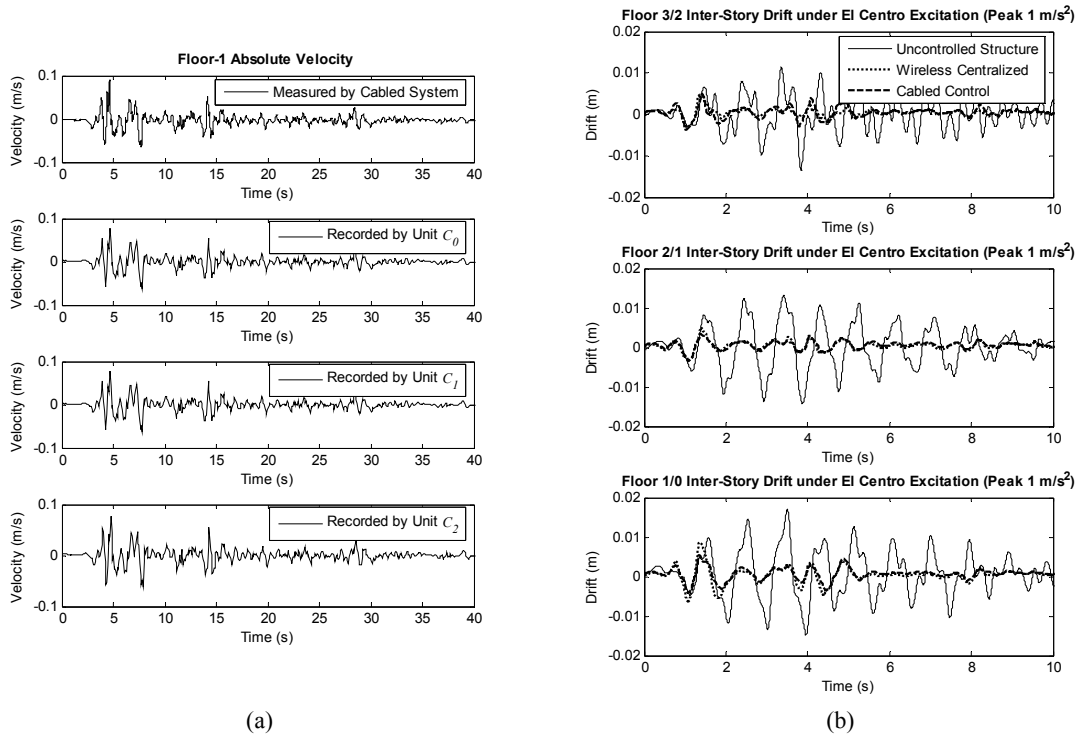 Floor-1 Absolute Velocity
Velocity (m/s)
0.1
0
-0.1
Measured by Cabled System
0 5 10 15 20 25 30 35 40
Time (s)
Velocity (m/s)
0.1
0
-0.1
Recorded by Unit C0
0 5 10 15 20 25 30 35 40
Time (s)
Velocity (m/s)
0.1
0
-0.1
Recorded by Unit C1
0 5 10 15 20 25 30 35 40
Time (s)
Velocity (m/s)
0.1
0
-0.1
Recorded by Unit C2
0 5 10 15 20 25 30 35 40
Time (s)
(a)
Floor 3/2 Inter-Story Drift under El Centro Excitation (Peak 1 m/s²)
Drift (m)
0.02
0.01
0
-0.01
-0.02
Uncontrolled Structure
Wireless Centralized
Cabled Control
0 2 4 6 8 10
Time (s)
Floor 2/1 Inter-Story Drift under El Centro Excitation (Peak 1 m/s²)
Drift (m)
0.02
0.01
0
-0.01
-0.02
0 2 4 6 8 10
Time (s)
Floor 1/0 Inter-Story Drift under El Centro Excitation (Peak 1 m/s²)
Drift (m)
0.02
0.01
0
-0.01
-0.02
0 2 4 6 8 10
Time (s)
(b)